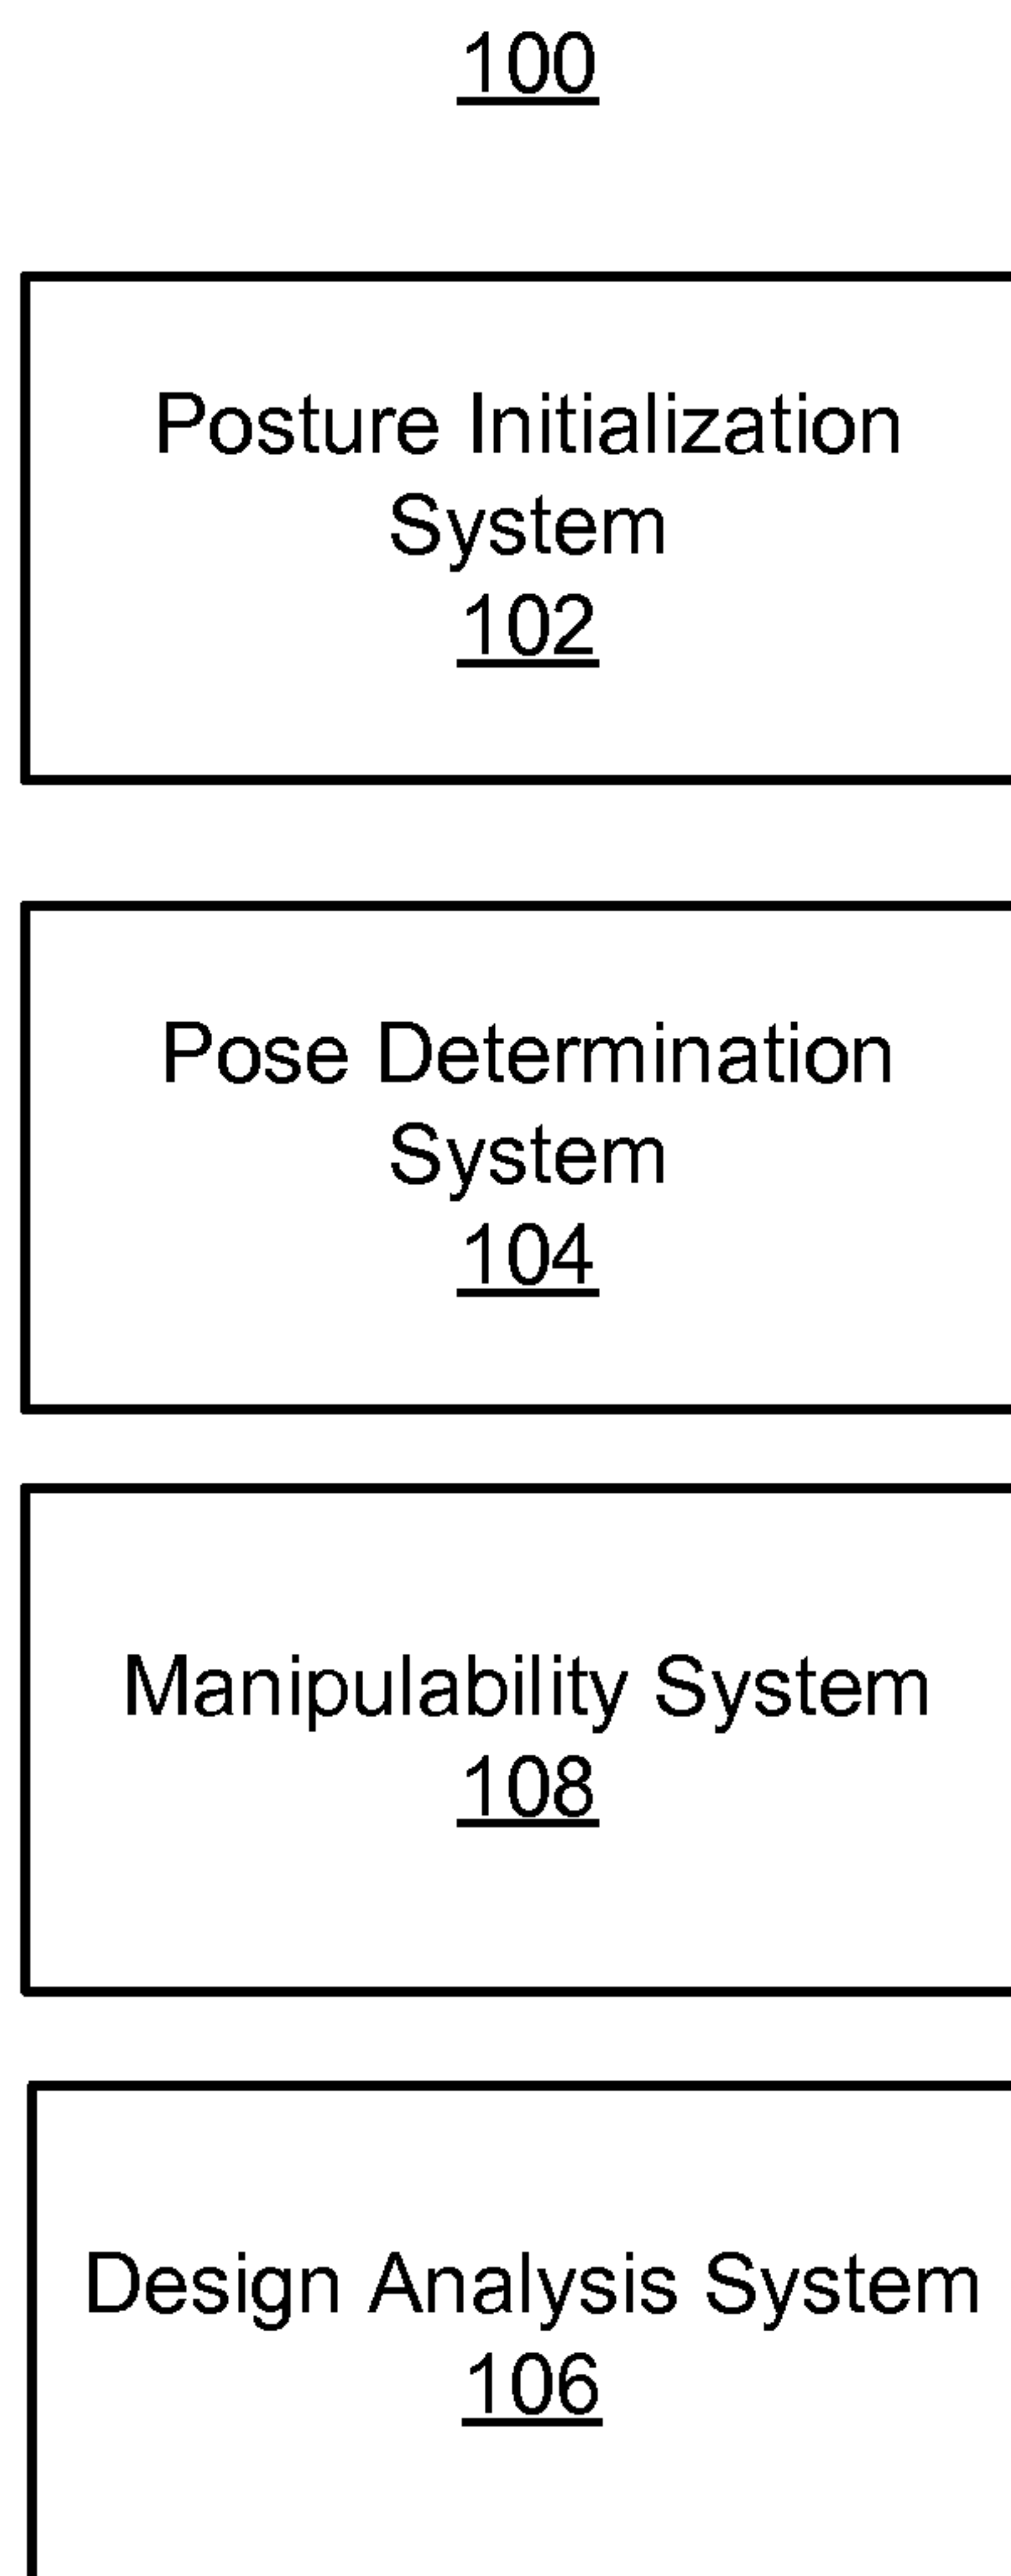 100
Posture Initialization
System
102
Pose Determination
System
104
Manipulability System
108
Design Analysis System
106